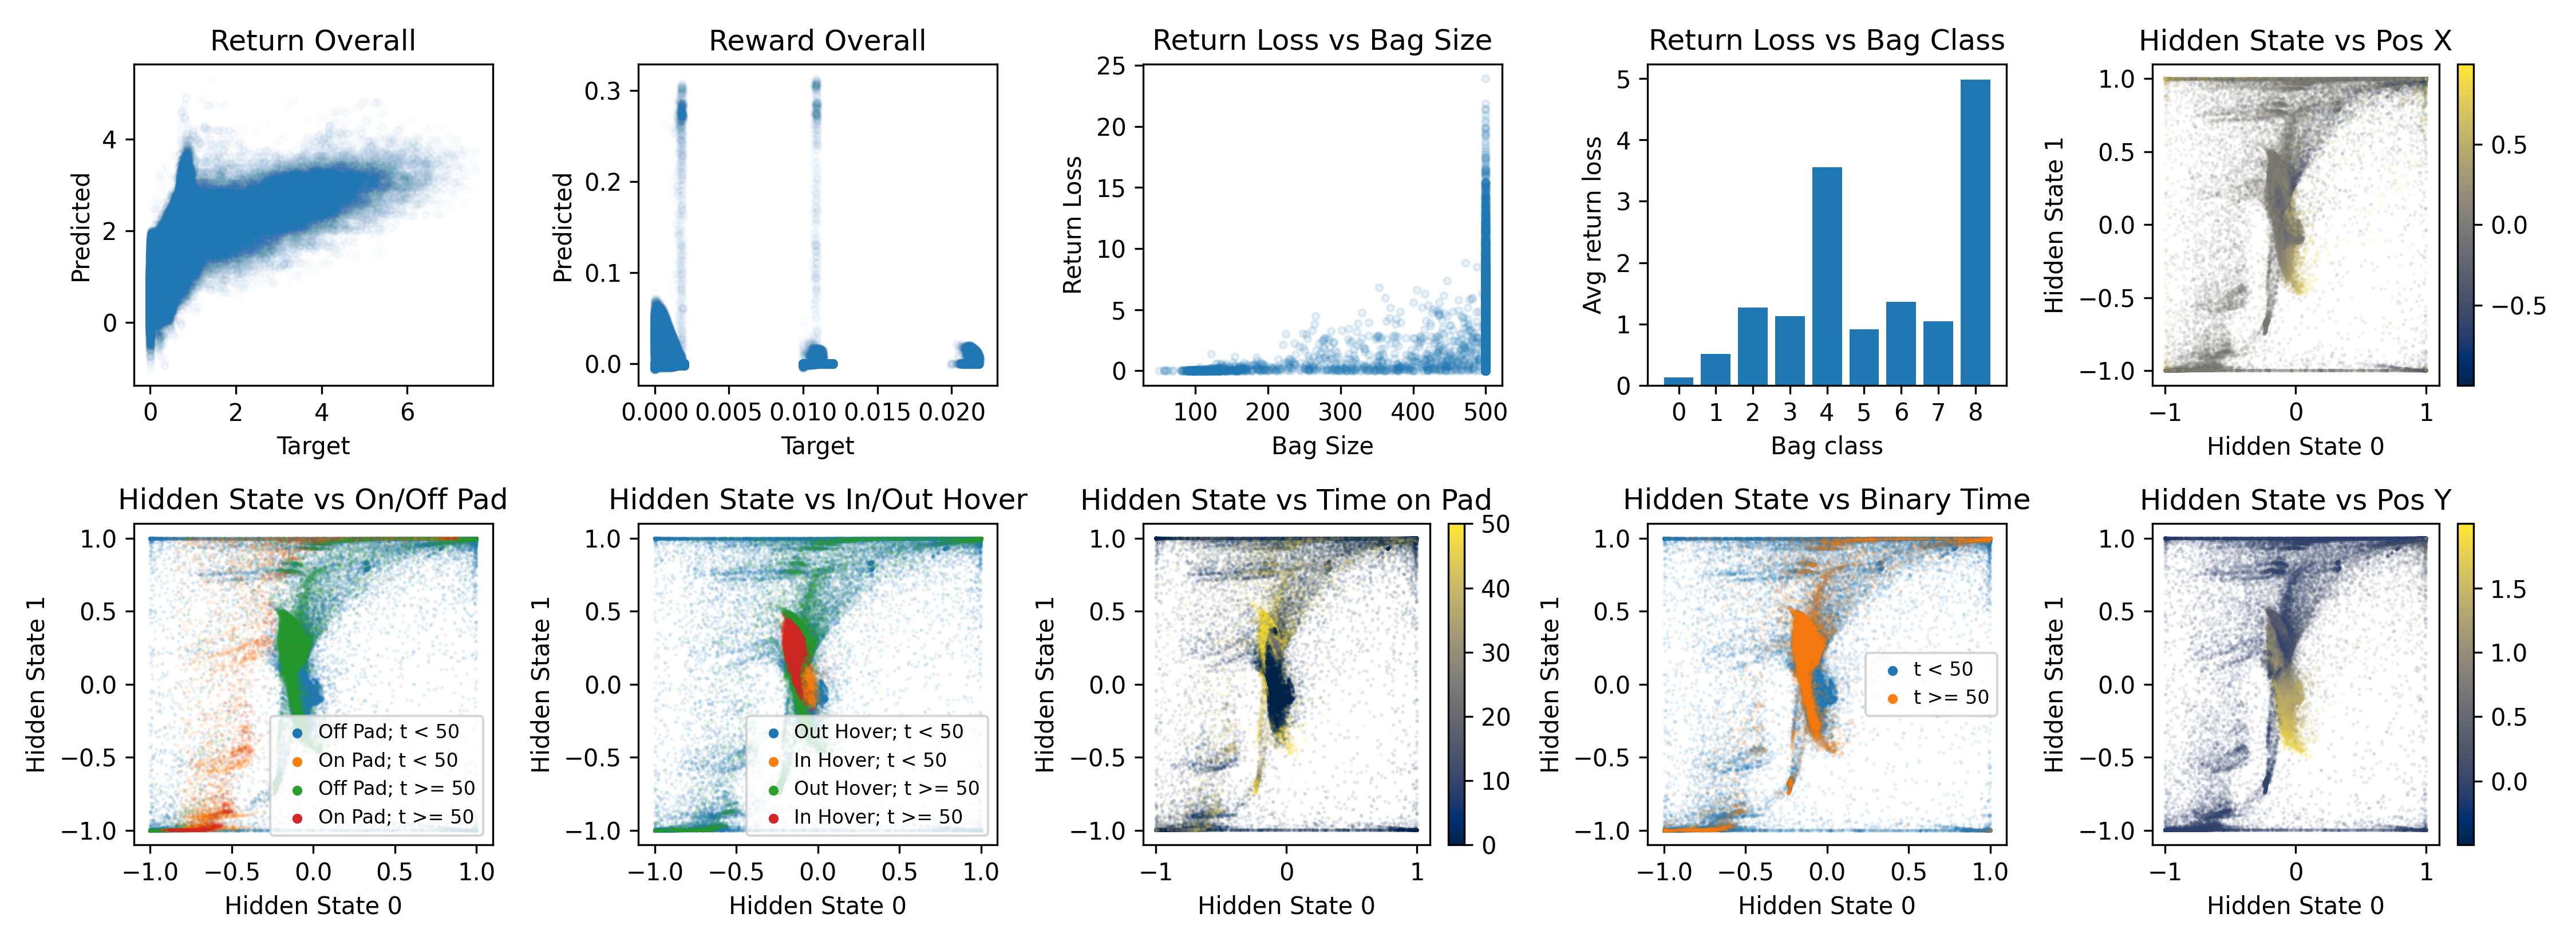 Return Overall
Predicted
4
2
0
0 2 4 6
Target
Reward Overall
Predicted
0.3
0.2
0.1
0.0
0.000 0.005 0.010 0.015 0.020
Target
Return Loss vs Bag Size
Return Loss
25
20
15
10
5
0
100 200 300 400 500
Bag Size
Return Loss vs Bag Class
Avg return loss
5
4
3
2
1
0
0 1 2 3 4 5 6 7 8
Bag class
Hidden State vs Pos X
Hidden State 1
1.0
0.5
0.0
−0.5
−1.0
−1 0 1
Hidden State 0
0.5
0.0
−0.5
Hidden State vs On/Off Pad
Hidden State 1
1.0
0.5
0.0
−0.5
−1.0
−1.0 −0.5 0.0 0.5 1.0
Hidden State 0
Off Pad; t < 50
On Pad; t < 50
Off Pad; t >= 50
On Pad; t >= 50
Hidden State vs In/Out Hover
Hidden State 1
1.0
0.5
0.0
−0.5
−1.0
−1.0 −0.5 0.0 0.5 1.0
Hidden State 0
Out Hover; t < 50
In Hover; t < 50
Out Hover; t >= 50
In Hover; t >= 50
Hidden State vs Time on Pad
Hidden State 1
1.0
0.5
0.0
−0.5
−1.0
−1 0 1
Hidden State 0
50
40
30
20
10
0
Hidden State vs Binary Time
Hidden State 1
1.0
0.5
0.0
−0.5
−1.0
−1.0 −0.5 0.0 0.5 1.0
Hidden State 0
t < 50
t >= 50
Hidden State vs Pos Y
Hidden State 1
1.0
0.5
0.0
−0.5
−1.0
−1 0 1
Hidden State 0
1.5
1.0
0.5
0.0